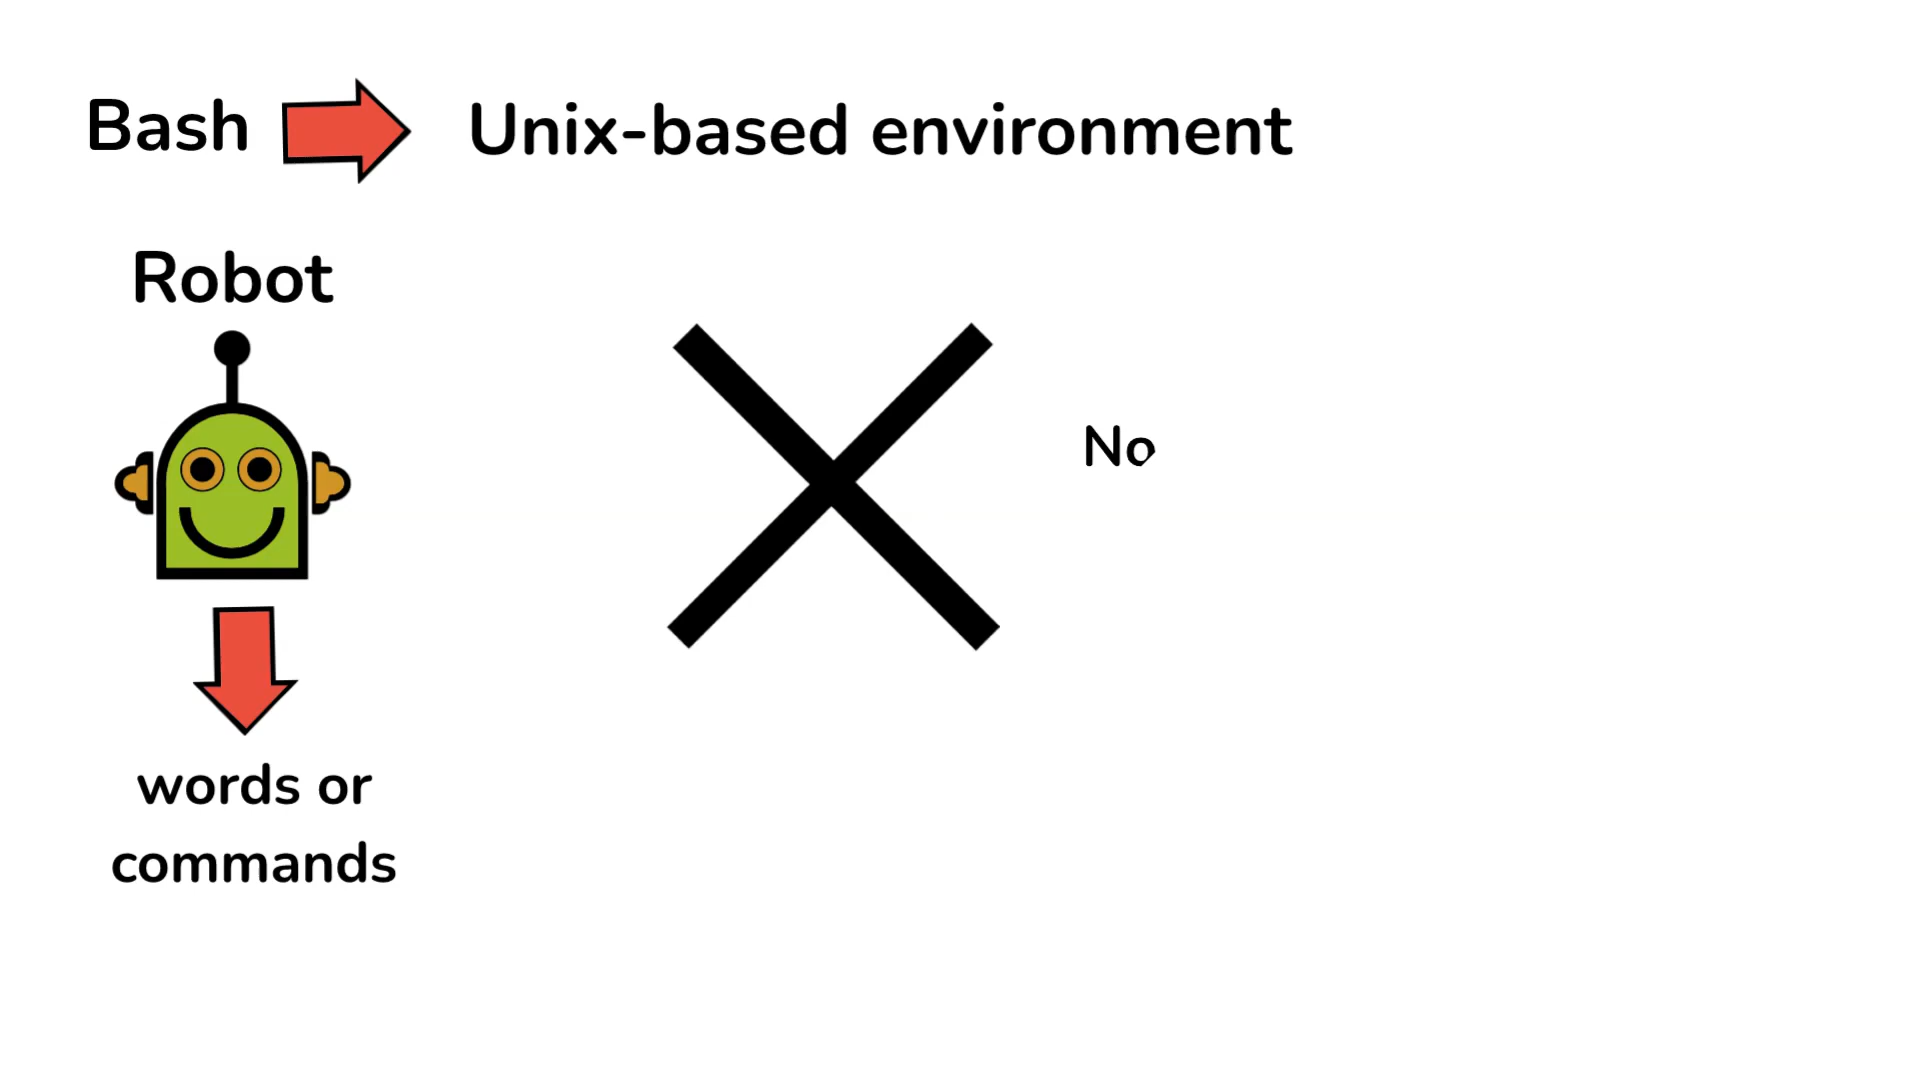 Bash
Unix-based environment
Robot
No
words or
commands